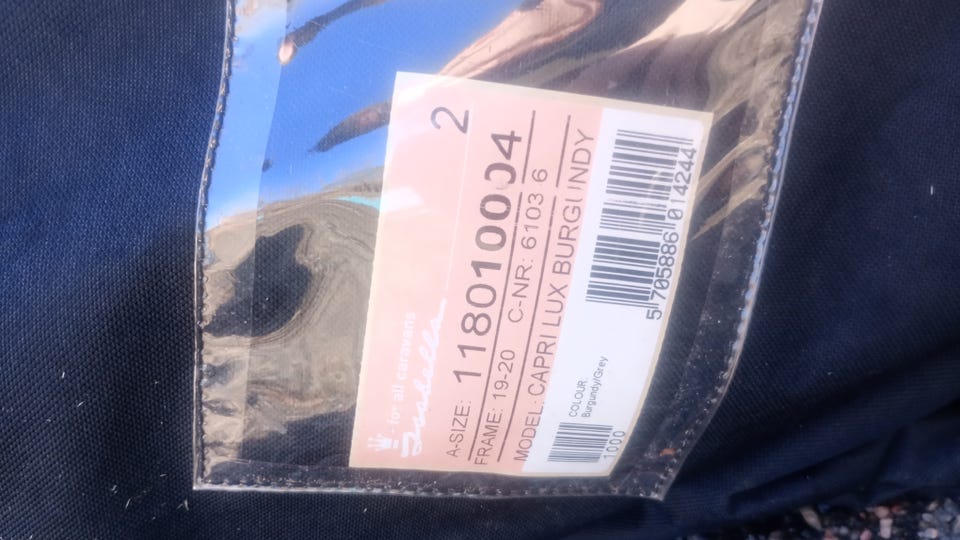 - for all caravans
Isabella
2
A-SIZE: 118010004
FRAME: 19-20 C-NR: 6103 6
MODEL: CAPRI LUX BURGUNDY
COLOUR:
Burgundy/Grey
1000
5 705886 014244